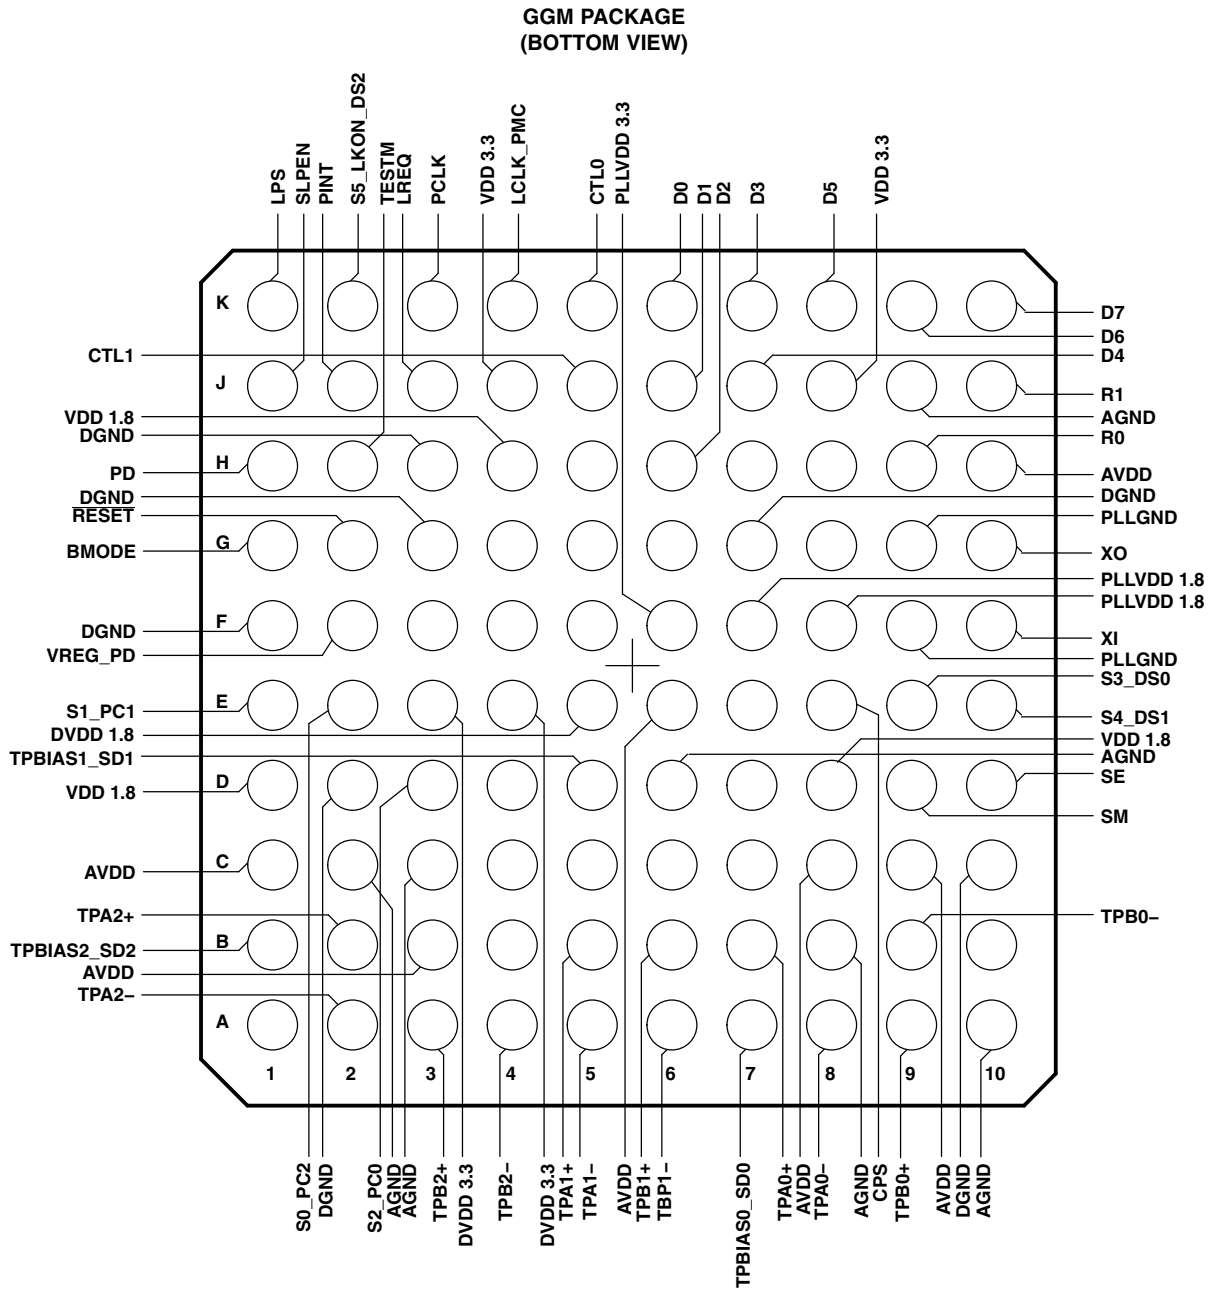 GGM PACKAGE
(BOTTOM VIEW)
LPS
SLPEN
PINT
S5_LKON_DS2
TESTM
LREQ
PCLK
VDD 3.3
LCLK_PMC
CTL0
PLLVDD 3.3
D0
D1
D2
D3
D5
VDD 3.3
K
J
H
G
F
E
D
C
B
A
1
2
3
4
5
6
7
8
9
10
CTL1
VDD 1.8
DGND
PD
DGND
RESET
BMODE
DGND
VREG_PD
S1_PC1
DVDD 1.8
TPBIAS1_SD1
VDD 1.8
AVDD
TPA2+
TPBIAS2_SD2
AVDD
TPA2−
D7
D6
D4
R1
AGND
R0
AVDD
DGND
PLLGND
XO
PLLVDD 1.8
PLLVDD 1.8
XI
PLLGND
S3_DS0
S4_DS1
VDD 1.8
AGND
SE
SM
TPB0−
S0_PC2
DGND
S2_PC0
AGND
AGND
TPB2+
DVDD 3.3
TPB2−
DVDD 3.3
TPA1+
TPA1−
AVDD
TPB1+
TBP1−
TPBIAS0_SD0
TPA0+
AVDD
TPA0−
AGND
CPS
TPB0+
AVDD
DGND
AGND